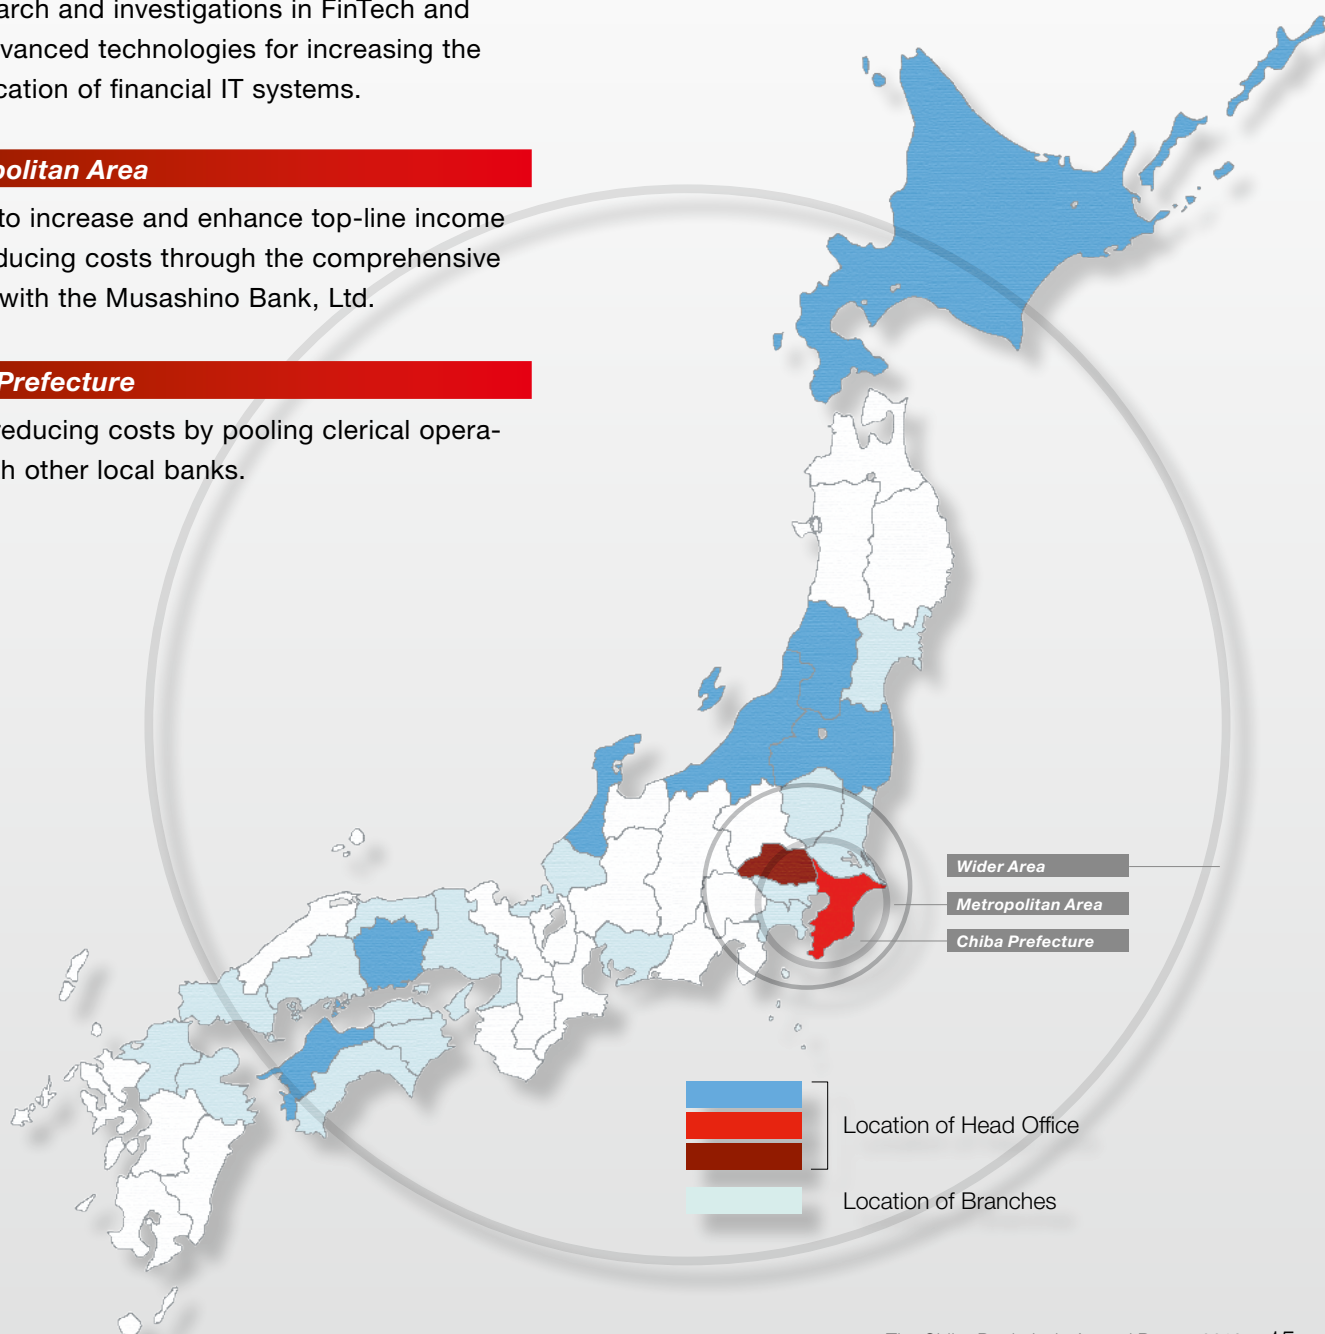 arch and investigations in FinTech and
vanced technologies for increasing the
cation of financial IT systems.
politan Area
to increase and enhance top-line income
ducing costs through the comprehensive
with the Musashino Bank, Ltd.
Prefecture
reducing costs by pooling clerical opera-
h other local banks.
Wider Area
Metropolitan Area
Chiba Prefecture
Location of Head Office
Location of Branches